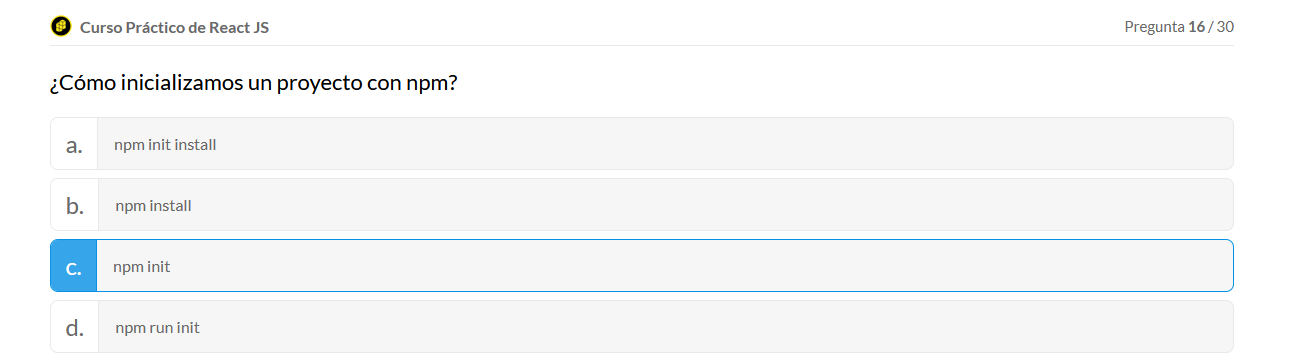 Curso Práctico de React JS
Pregunta 16 / 30
¿Cómo inicializamos un proyecto con npm?
a. npm init install
b. npm install
c. npm init
d. npm run init